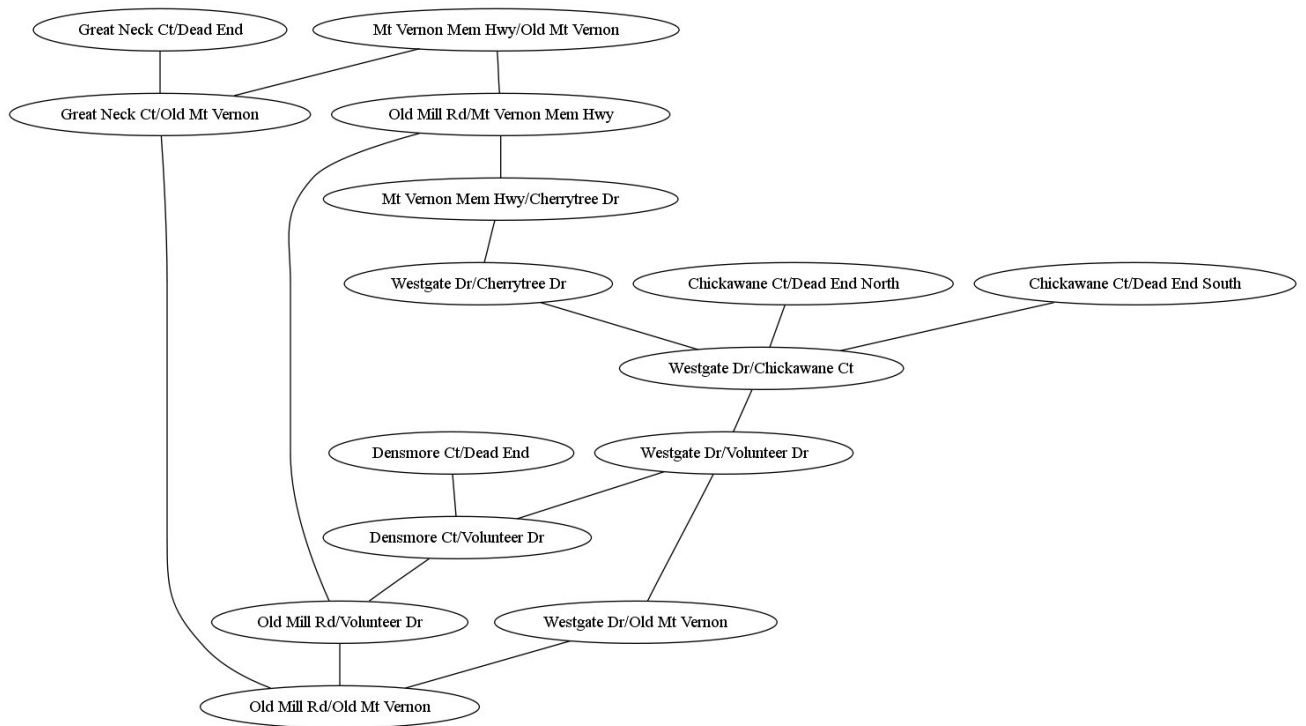 Great Neck Ct/Dead End
Mt Vernon Mem Hwy/Old Mt Vernon
Great Neck Ct/Old Mt Vernon
Old Mill Rd/Mt Vernon Mem Hwy
Mt Vernon Mem Hwy/Cherrytree Dr
Westgate Dr/Cherrytree Dr
Chickawane Ct/Dead End North
Chickawane Ct/Dead End South
Westgate Dr/Chickawane Ct
Densmore Ct/Dead End
Westgate Dr/Volunteer Dr
Densmore Ct/Volunteer Dr
Old Mill Rd/Volunteer Dr
Westgate Dr/Old Mt Vernon
Old Mill Rd/Old Mt Vernon